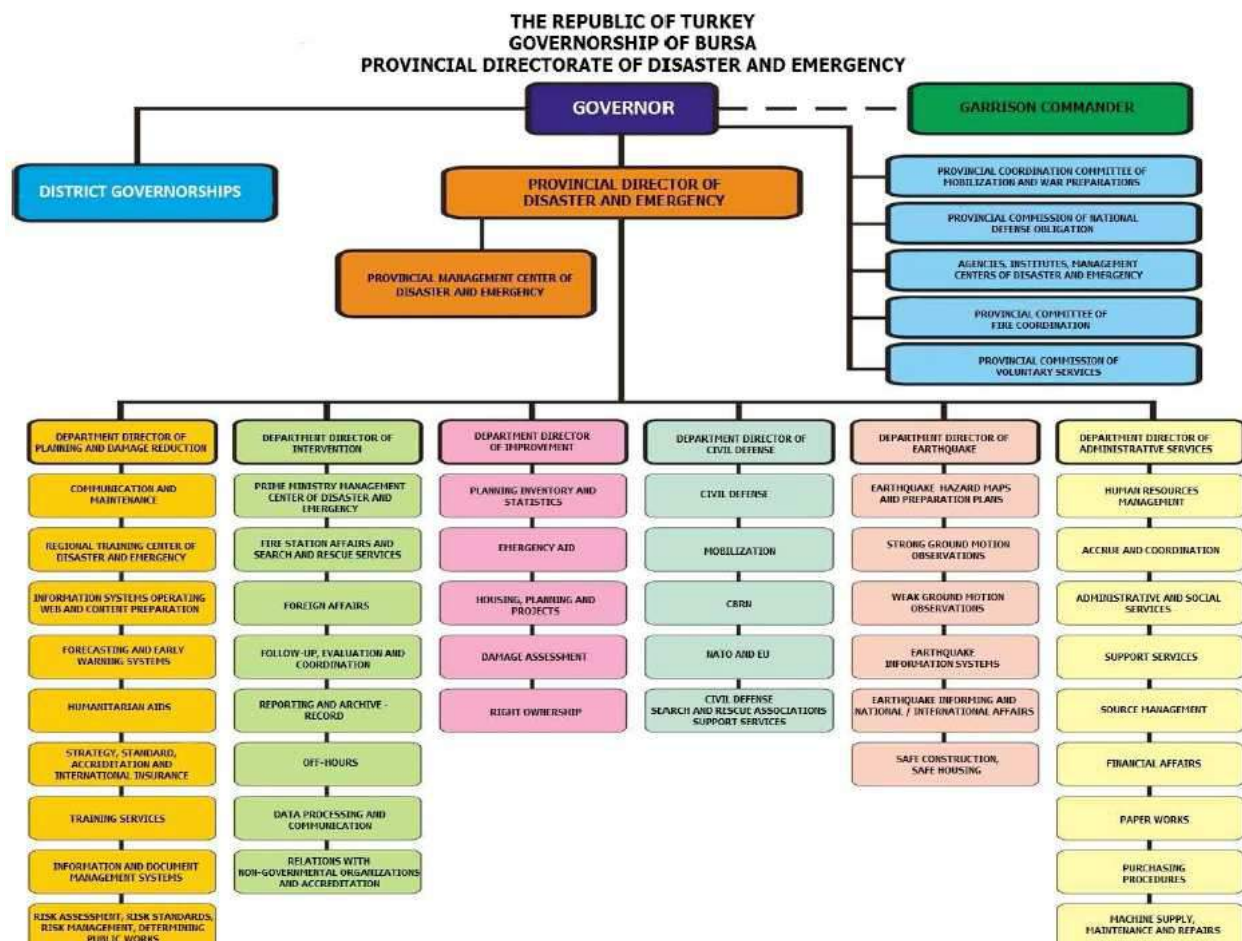 THE REPUBLIC OF TURKEY
GOVERNORSHIP OF BURSA
PROVINCIAL DIRECTORATE OF DISASTER AND EMERGENCY
GOVERNOR
GARRISON COMMANDER
DISTRICT GOVERNORSHIPS
PROVINCIAL DIRECTOR OF
DISASTER AND EMERGENCY
PROVINCIAL MANAGEMENT CENTER OF
DISASTER AND EMERGENCY
PROVINCIAL COORDINATION COMMITTEE OF
MOBILIZATION AND WAR PREPARATIONS
PROVINCIAL COMMISSION OF NATIONAL
DEFENSE OBLIGATION
AGENCIES, INSTITUTES, MANAGEMENT
CENTERS OF DISASTER AND EMERGENCY
PROVINCIAL COMMITTEE OF
FIRE COORDINATION
PROVINCIAL COMMISSION OF
VOLUNTARY SERVICES
DEPARTMENT DIRECTOR OF
PLANNING AND DAMAGE REDUCTION
COMMUNICATION AND
MAINTENANCE
REGIONAL TRAINING CENTER OF
DISASTER AND EMERGENCY
INFORMATION SYSTEMS OPERATING
WEB AND CONTENT PREPARATION
FORECASTING AND EARLY
WARNING SYSTEMS
HUMANITARIAN AIDS
STRATEGY, STANDARD,
ACCREDITATION AND
INTERNATIONAL INSURANCE
TRAINING SERVICES
INFORMATION AND DOCUMENT
MANAGEMENT SYSTEMS
RISK ASSESSMENT, RISK STANDARDS,
RISK MANAGEMENT, DETERMINING
PUBLIC WORKS
DEPARTMENT DIRECTOR OF
INTERVENTION
PRIME MINISTRY MANAGEMENT
CENTER OF DISASTER AND
EMERGENCY
FIRE STATION AFFAIRS AND
SEARCH AND RESCUE SERVICES
FOREIGN AFFAIRS
FOLLOW-UP, EVALUATION AND
COORDINATION
REPORTING AND ARCHIVE -
RECORD
OFF-HOURS
DATA PROCESSING AND
COMMUNICATION
RELATIONS WITH
NON-GOVERNMENTAL ORGANIZATIONS
AND ACCREDITATION
DEPARTMENT DIRECTOR
OF IMPROVEMENT
PLANNING INVENTORY AND
STATISTICS
EMERGENCY AID
HOUSING, PLANNING AND
PROJECTS
DAMAGE ASSESSMENT
RIGHT OWNERSHIP
DEPARTMENT DIRECTOR OF
CIVIL DEFENSE
CIVIL DEFENSE
MOBILIZATION
CBRN
NATO AND EU
CIVIL DEFENSE
SEARCH AND RESCUE ASSOCIATIONS
SUPPORT SERVICES
DEPARTMENT DIRECTOR OF
EARTHQUAKE
EARTHQUAKE HAZARD MAPS
AND PREPARATION PLANS
STRONG GROUND MOTION
OBSERVATIONS
WEAK GROUND MOTION
OBSERVATIONS
EARTHQUAKE
INFORMATION SYSTEMS
EARTHQUAKE INFORMING AND
NATIONAL / INTERNATIONAL AFFAIRS
SAFE CONSTRUCTION,
SAFE HOUSING
DEPARTMENT DIRECTOR OF
ADMINISTRATIVE SERVICES
HUMAN RESOURCES
MANAGEMENT
ACCRUE AND COORDINATION
ADMINISTRATIVE AND SOCIAL
SERVICES
SUPPORT SERVICES
SOURCE MANAGEMENT
FINANCIAL AFFAIRS
PAPER WORKS
PURCHASING
PROCEDURES
MACHINE SUPPLY,
MAINTENANCE AND REPAIRS